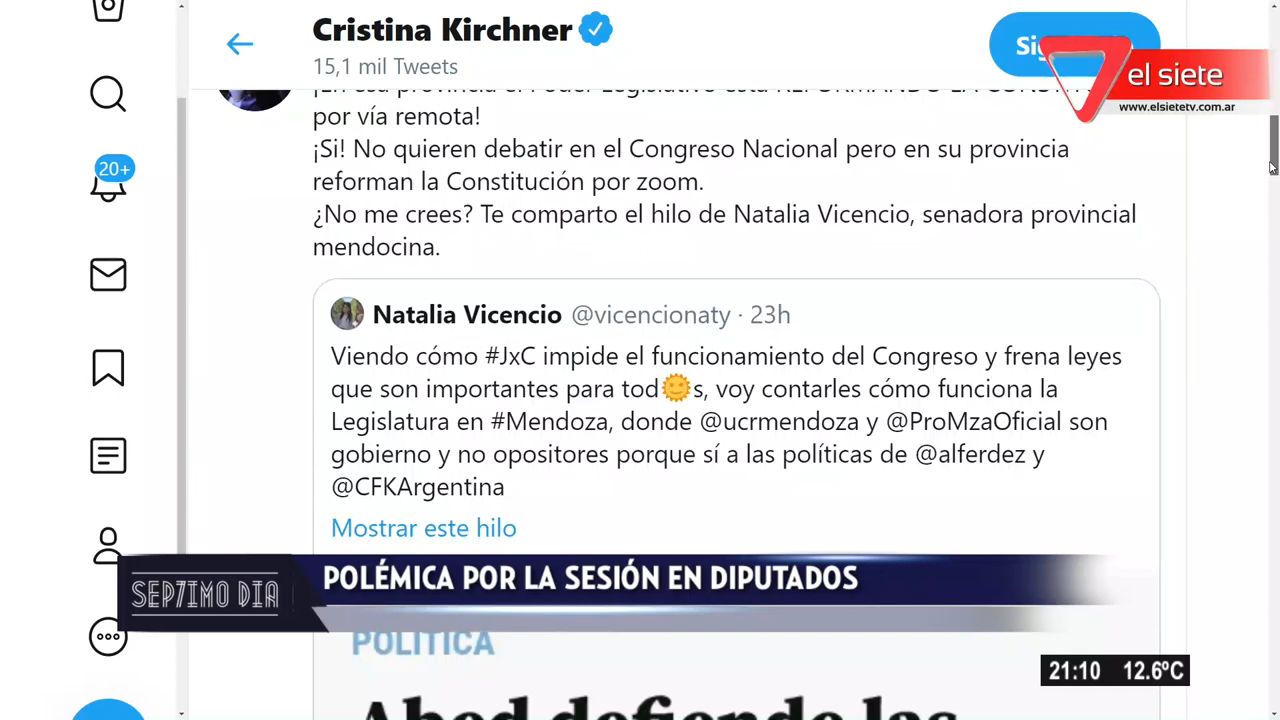 Cristina Kirchner
15,1 mil Tweets
el siete
www.elsietetv.com.ar
¡En esa provincia el Poder Legislativo está REFORMANDO LA
por vía remota!
¡Si! No quieren debatir en el Congreso Nacional pero en su provincia
reforman la Constitución por zoom.
¿No me crees? Te comparto el hilo de Natalia Vicencio, senadora provincial
mendocina.
20+
Natalia Vicencio @vicencionaty · 23h
Viendo cómo #JxC impide el funcionamiento del Congreso y frena leyes
que son importantes para tod🌞s, voy contarles cómo funciona la
Legislatura en #Mendoza, donde @ucrmendoza y @ProMzaOficial son
gobierno y no opositores porque sí a las políticas de @alferdez y
@CFKArgentina
Mostrar este hilo
SEP7IMO DIA
POLÉMICA POR LA SESIÓN EN DIPUTADOS
POLÍTICA
Abed defiende las
21:10 12.6ºC